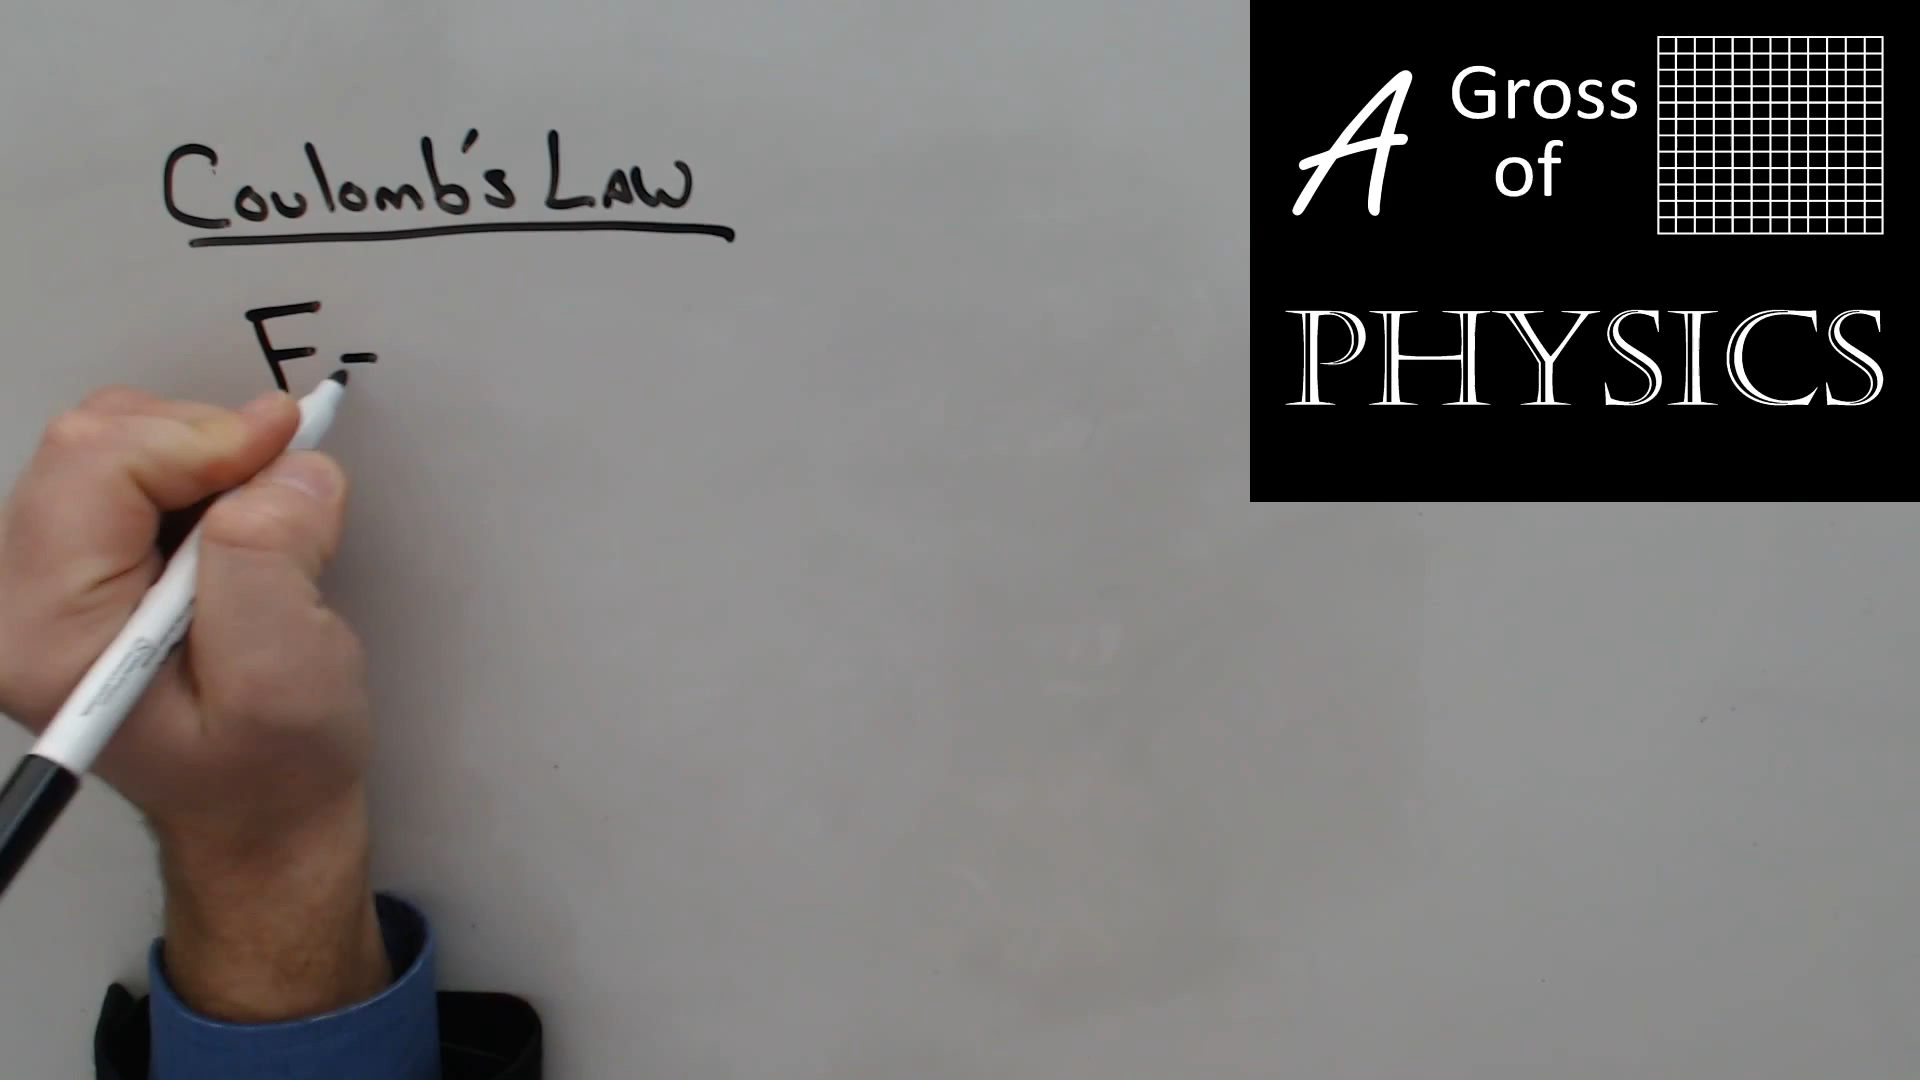 Coulomb's Law
F -
A Gross
of
PHYSICS